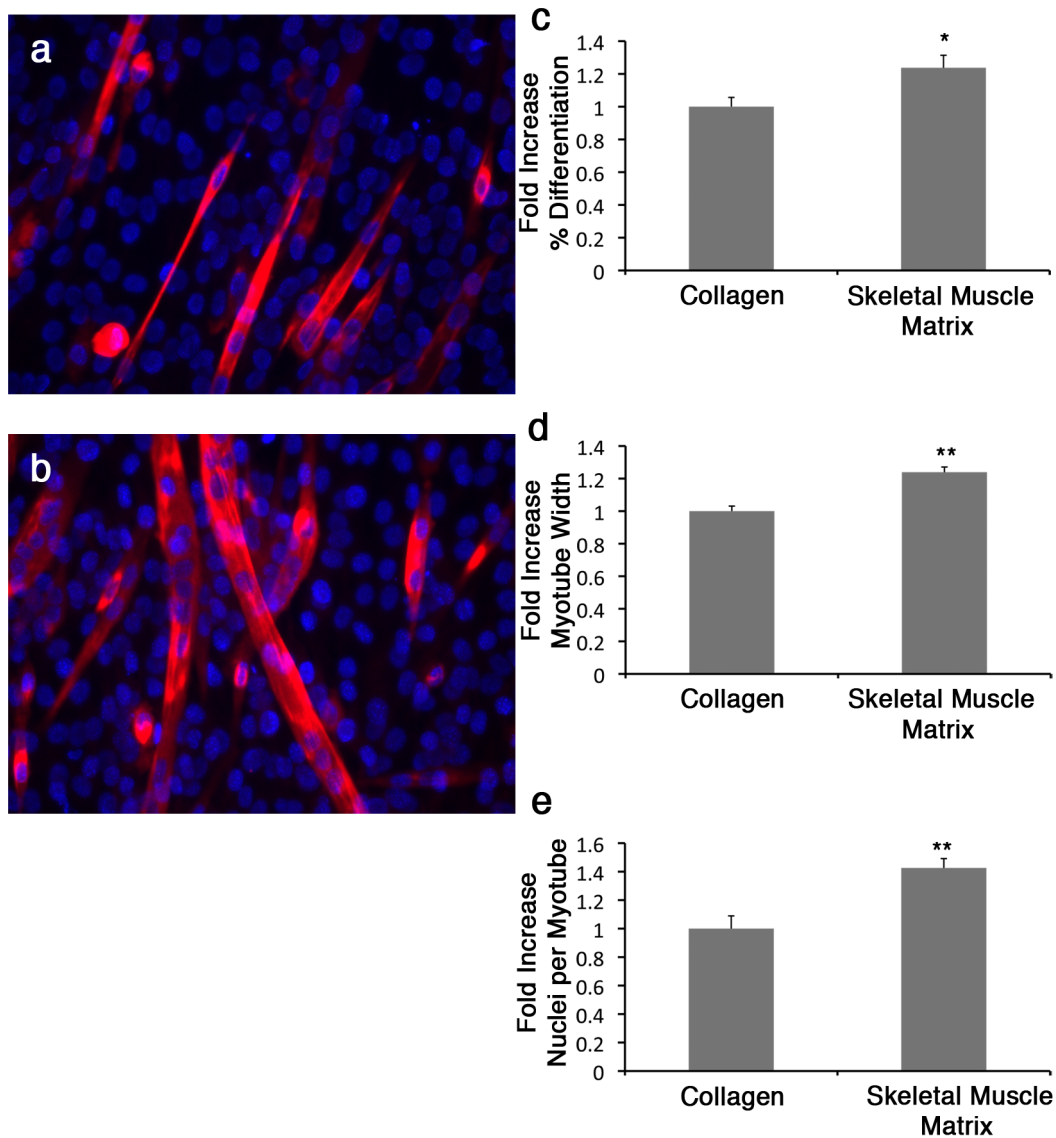 a
b
c
Fold Increase
% Differentiation
1.4
1.2
1
0.8
0.6
0.4
0.2
0
*
Collagen
Skeletal Muscle
Matrix
d
Fold Increase
Myotube Width
1.4
1.2
1
0.8
0.6
0.4
0.2
0
**
Collagen
Skeletal Muscle
Matrix
e
Fold Increase
Nuclei per Myotube
1.6
1.4
1.2
1
0.8
0.6
0.4
0.2
0
**
Collagen
Skeletal Muscle
Matrix